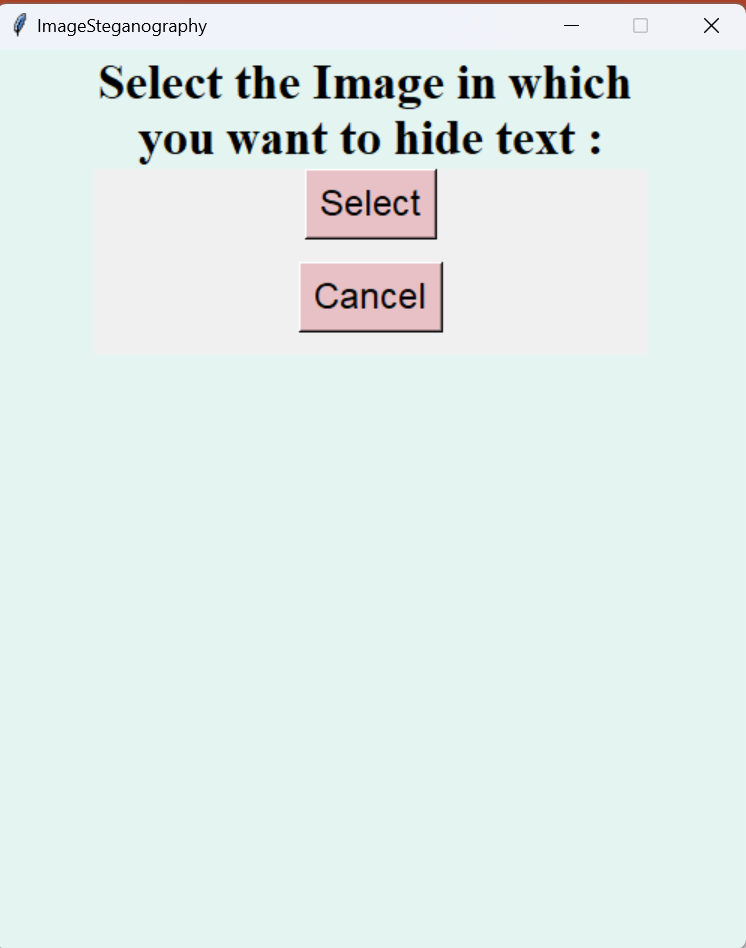 ImageSteganography
Select the Image in which
you want to hide text :
Select
Cancel